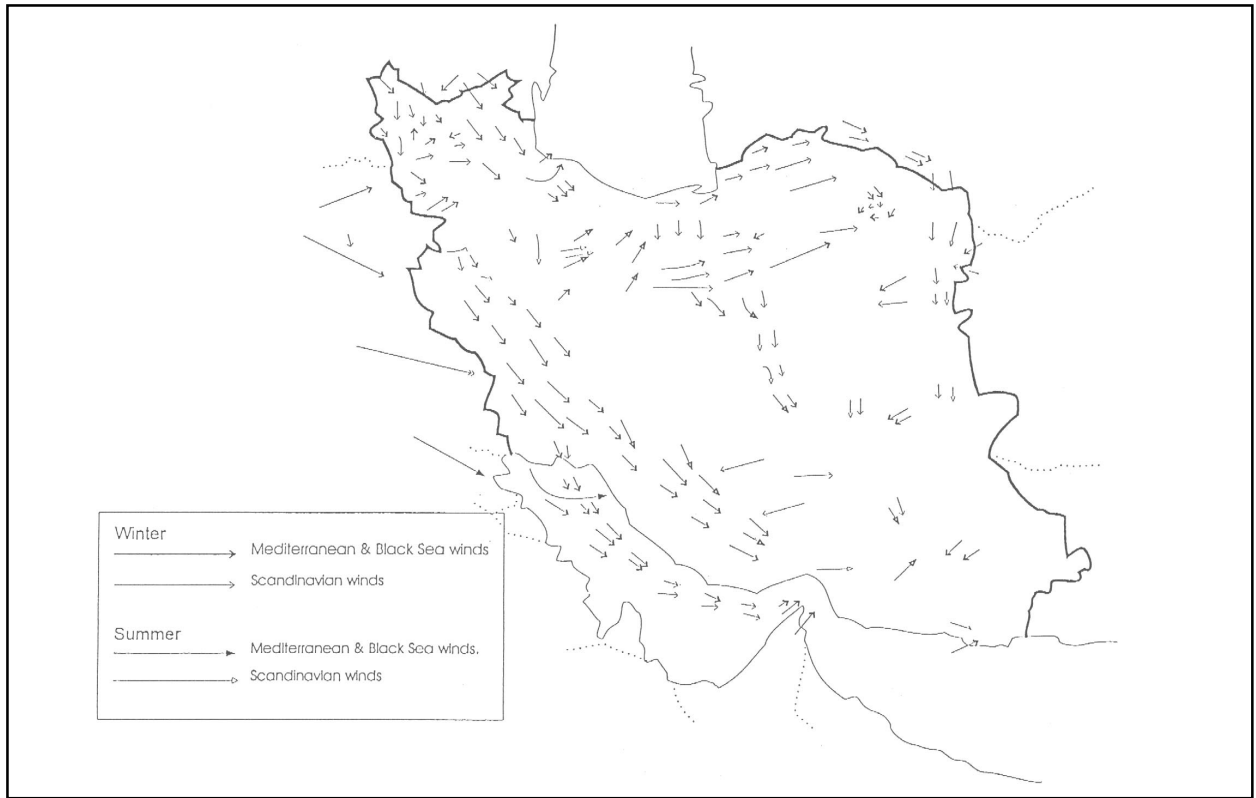 Winter
Mediterranean & Black Sea winds
Scandinavian winds
Summer
Mediterranean & Black Sea winds.
Scandinavian winds